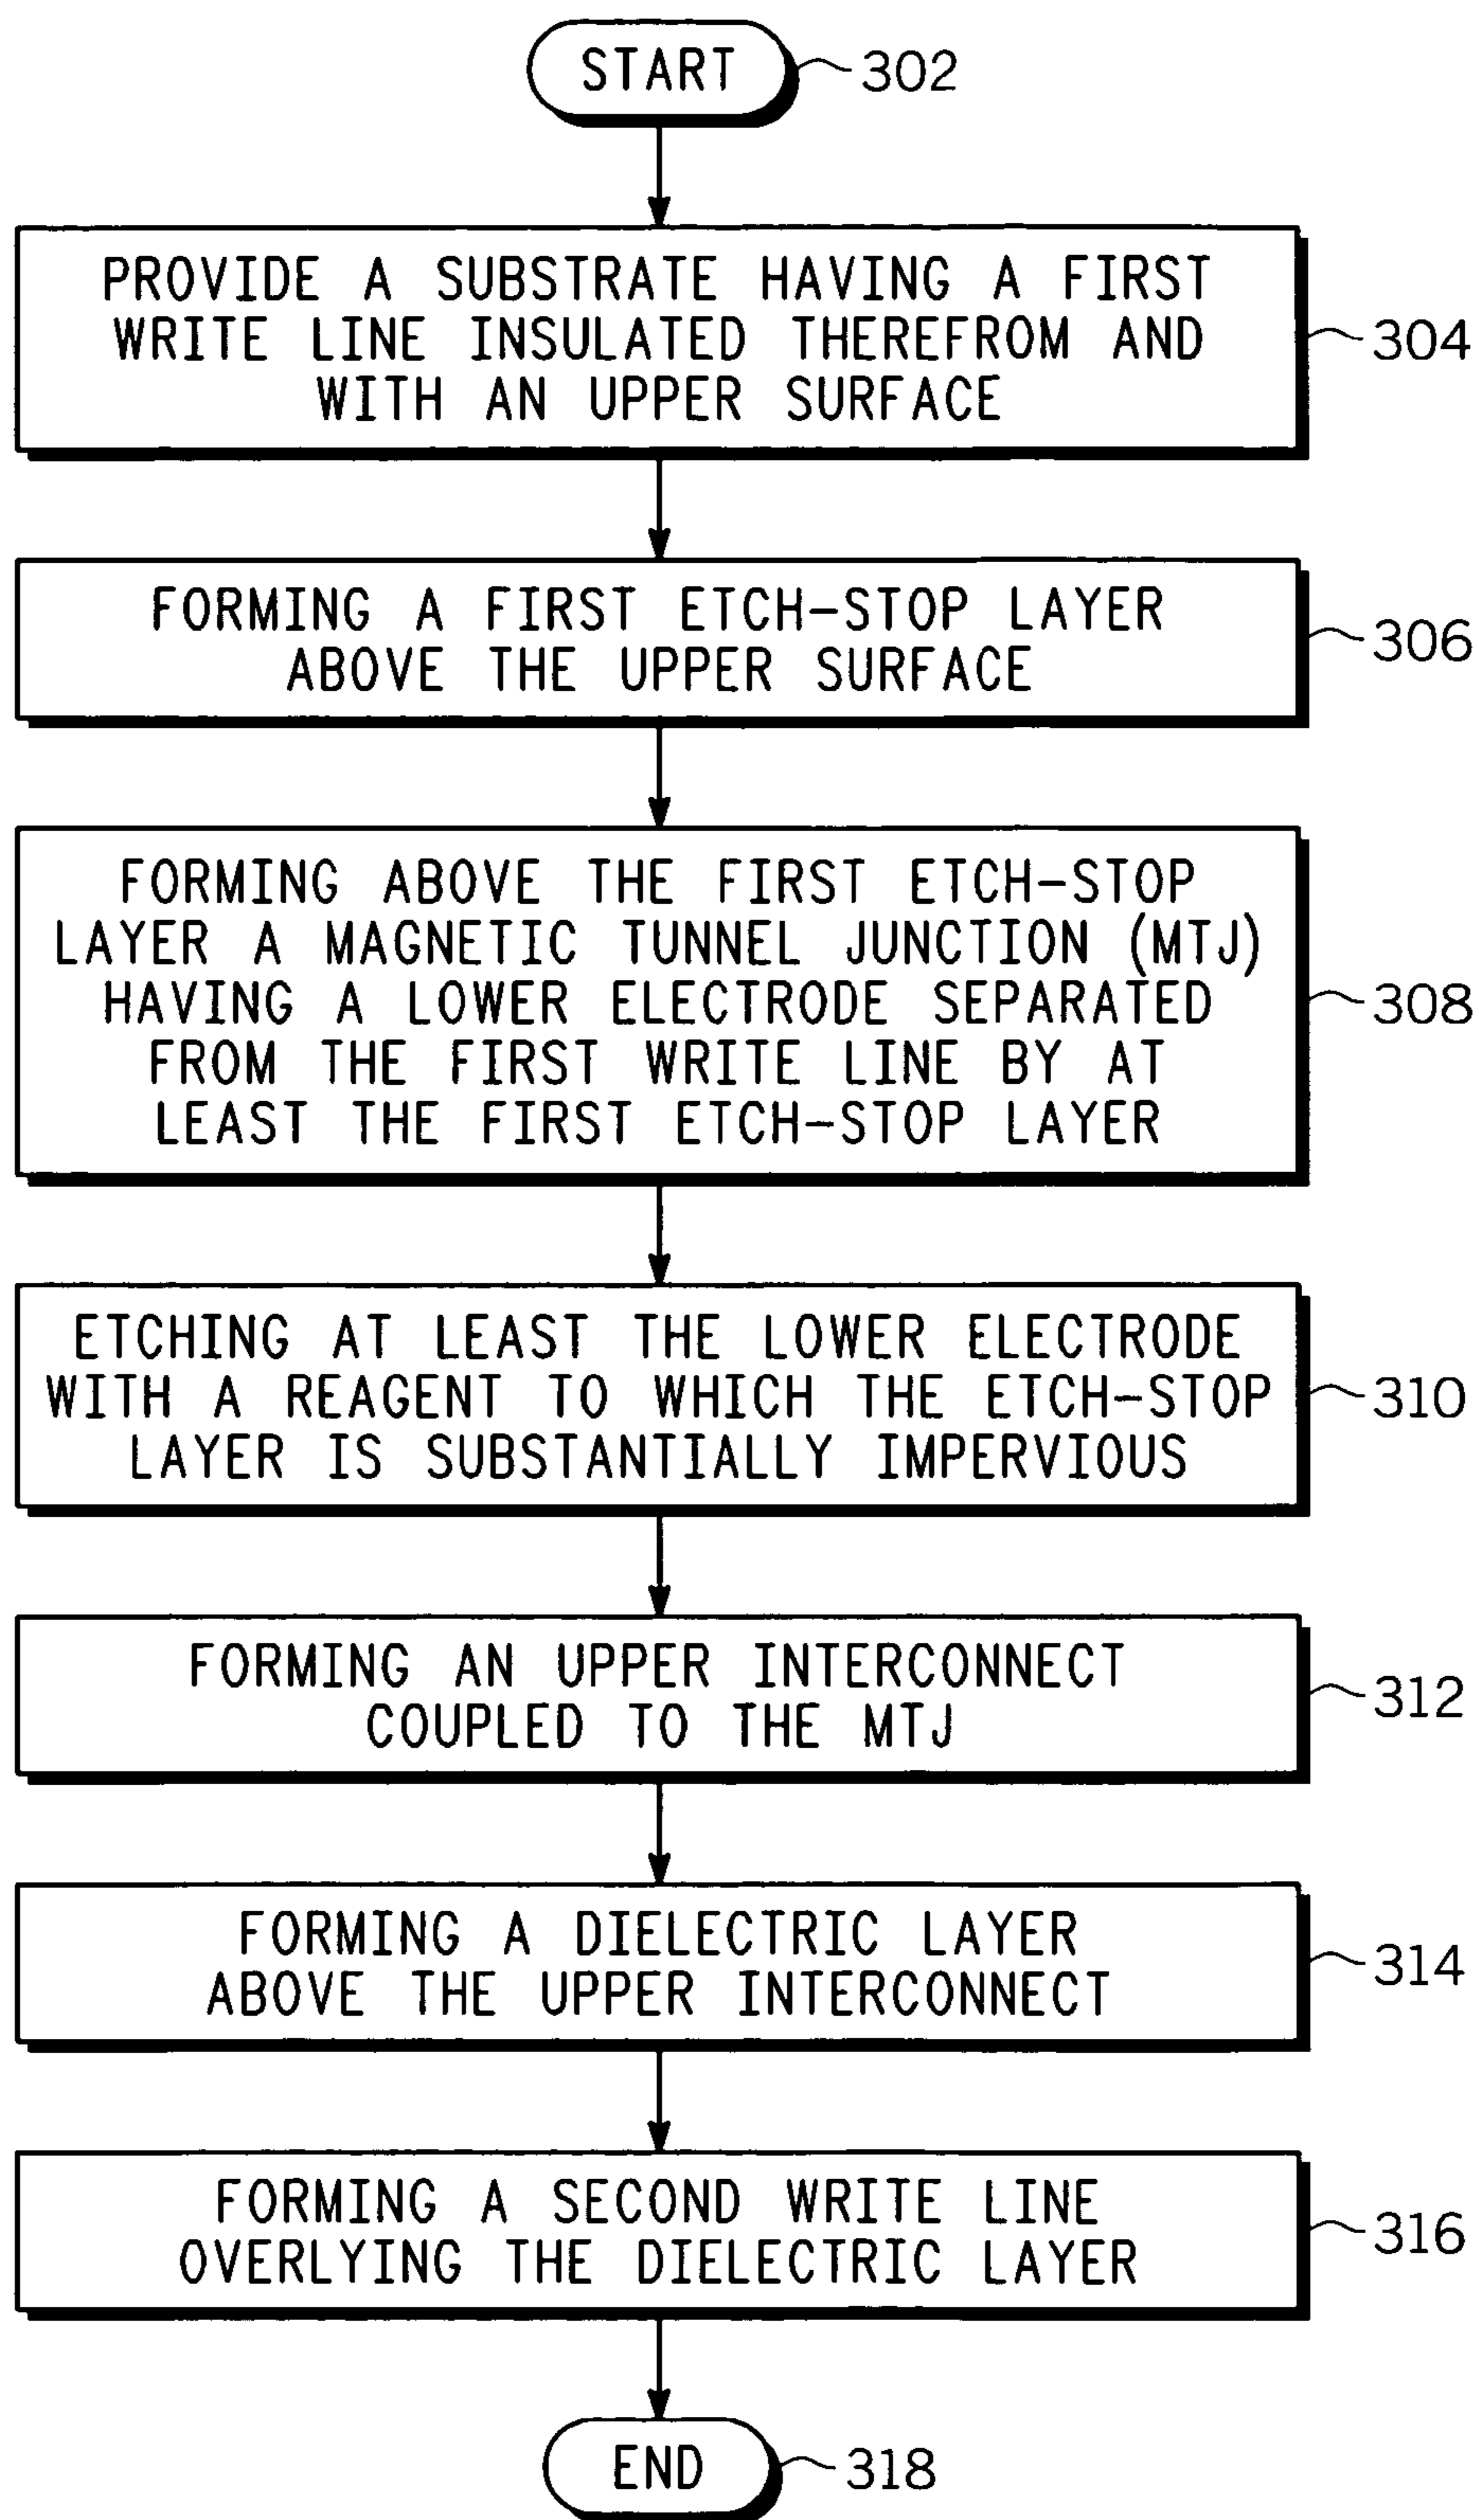 START
302
PROVIDE A SUBSTRATE HAVING A FIRST
WRITE LINE INSULATED THEREFROM AND
WITH AN UPPER SURFACE
304
FORMING A FIRST ETCH-STOP LAYER
ABOVE THE UPPER SURFACE
306
FORMING ABOVE THE FIRST ETCH-STOP
LAYER A MAGNETIC TUNNEL JUNCTION (MTJ)
HAVING A LOWER ELECTRODE SEPARATED
FROM THE FIRST WRITE LINE BY AT
LEAST THE FIRST ETCH-STOP LAYER
308
ETCHING AT LEAST THE LOWER ELECTRODE
WITH A REAGENT TO WHICH THE ETCH-STOP
LAYER IS SUBSTANTIALLY IMPERVIOUS
310
FORMING AN UPPER INTERCONNECT
COUPLED TO THE MTJ
312
FORMING A DIELECTRIC LAYER
ABOVE THE UPPER INTERCONNECT
314
FORMING A SECOND WRITE LINE
OVERLYING THE DIELECTRIC LAYER
316
END
318